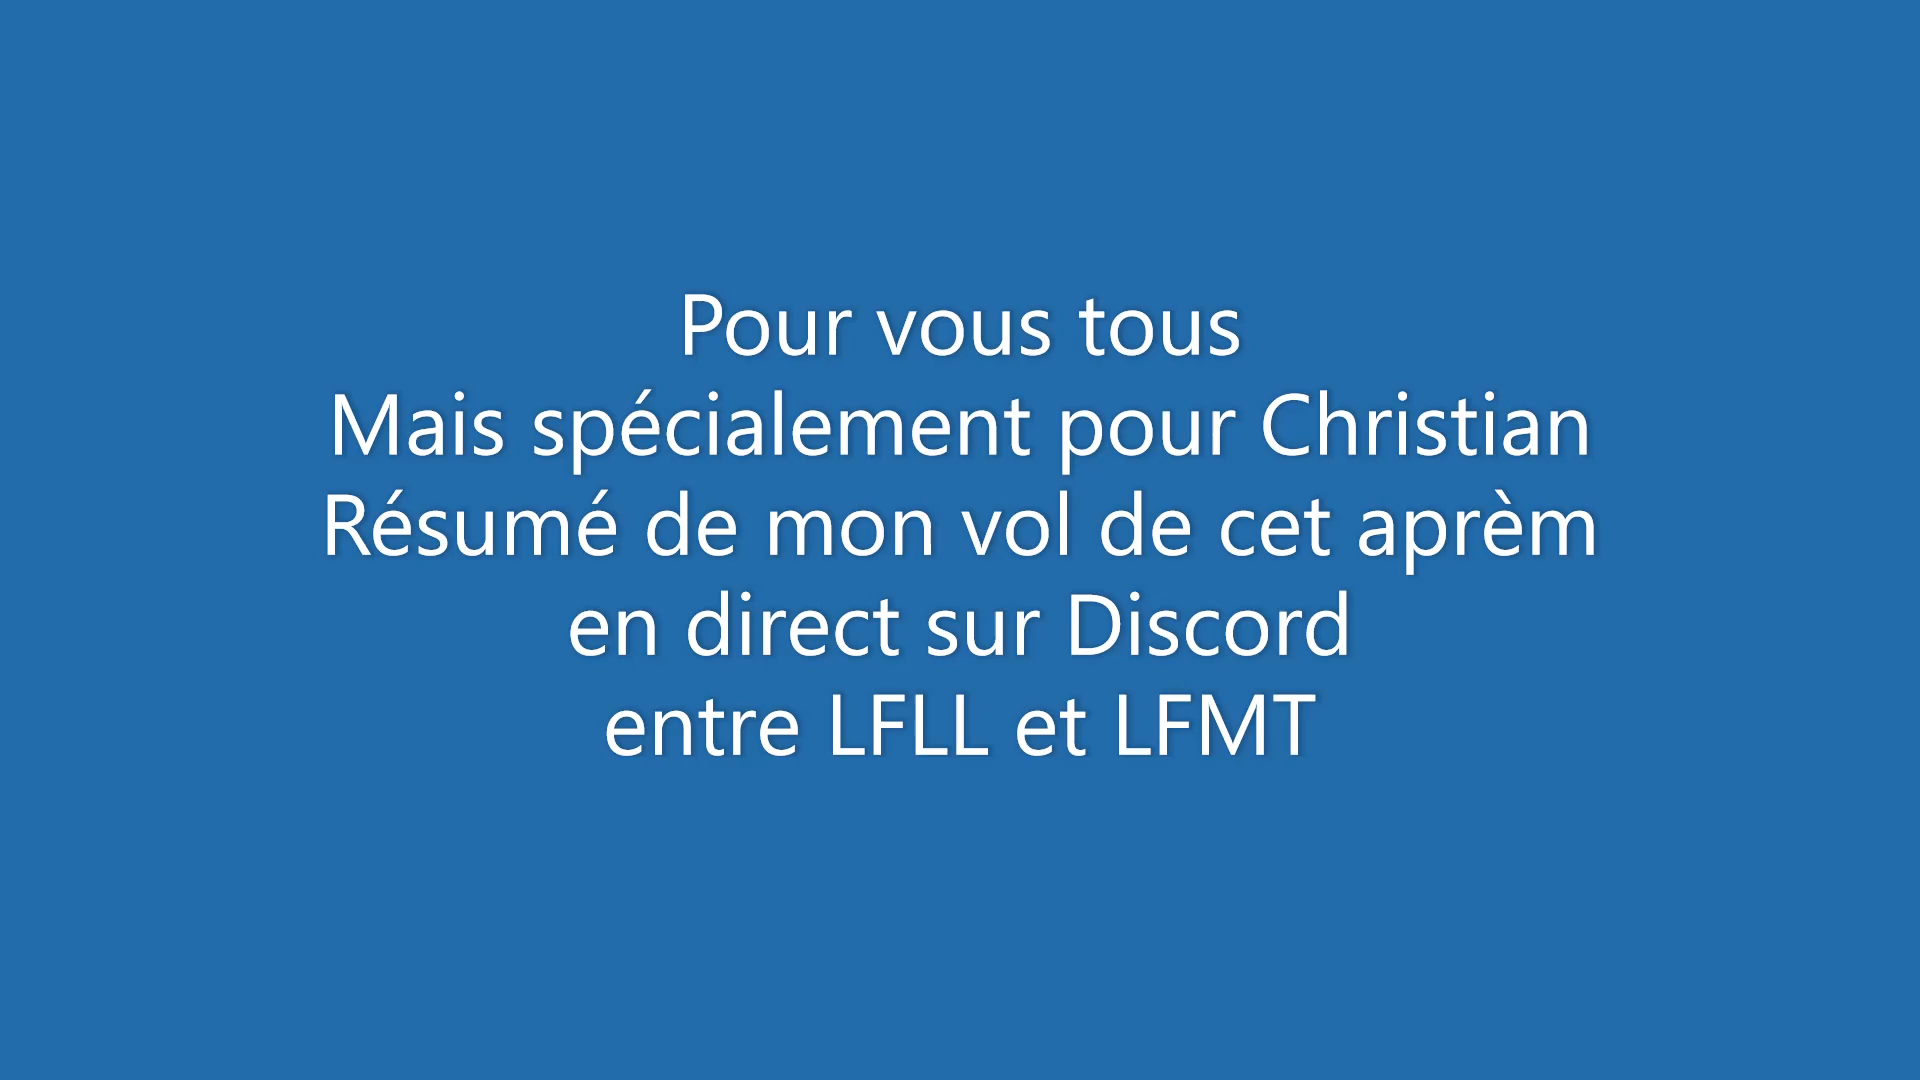 Pour vous tous
Mais spécialement pour Christian
Résumé de mon vol de cet aprèm
en direct sur Discord
entre LFLL et LFMT